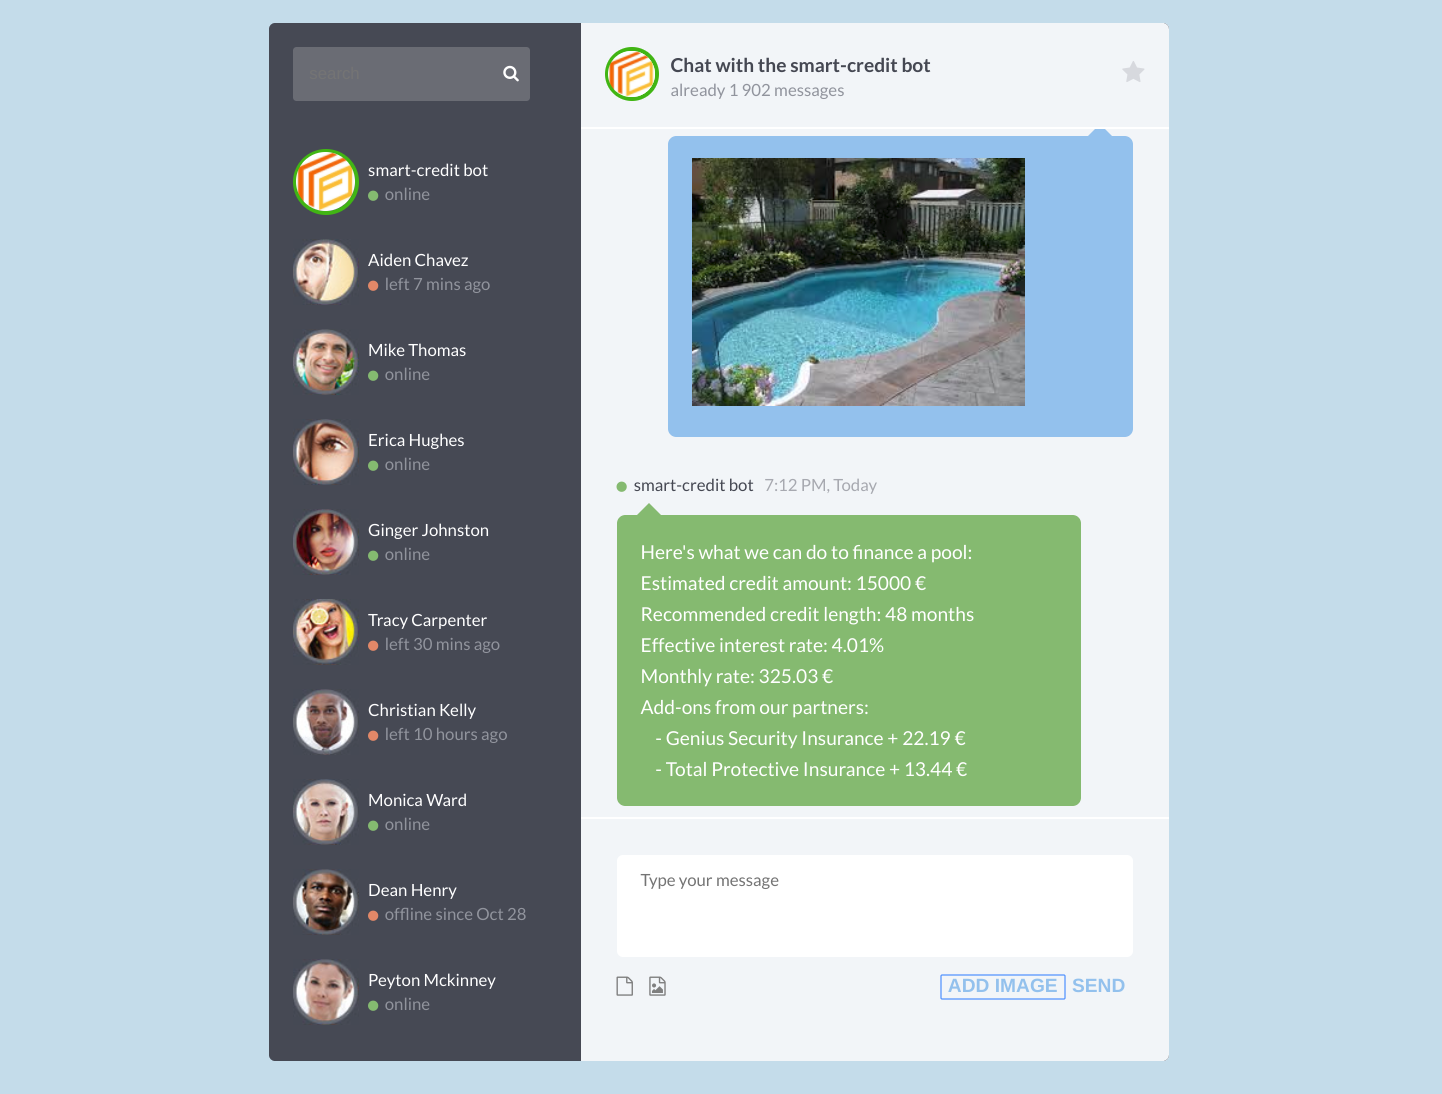 search
smart-credit bot
online
Aiden Chavez
left 7 mins ago
Mike Thomas
online
Erica Hughes
online
Ginger Johnston
online
Tracy Carpenter
left 30 mins ago
Christian Kelly
left 10 hours ago
Monica Ward
online
Dean Henry
offline since Oct 28
Peyton Mckinney
online
Chat with the smart-credit bot
already 1 902 messages
smart-credit bot 7:12 PM, Today
Here's what we can do to finance a pool:
Estimated credit amount: 15000 €
Recommended credit length: 48 months
Effective interest rate: 4.01%
Monthly rate: 325.03 €
Add-ons from our partners:
- Genius Security Insurance + 22.19 €
- Total Protective Insurance + 13.44 €
Type your message
ADD IMAGE SEND